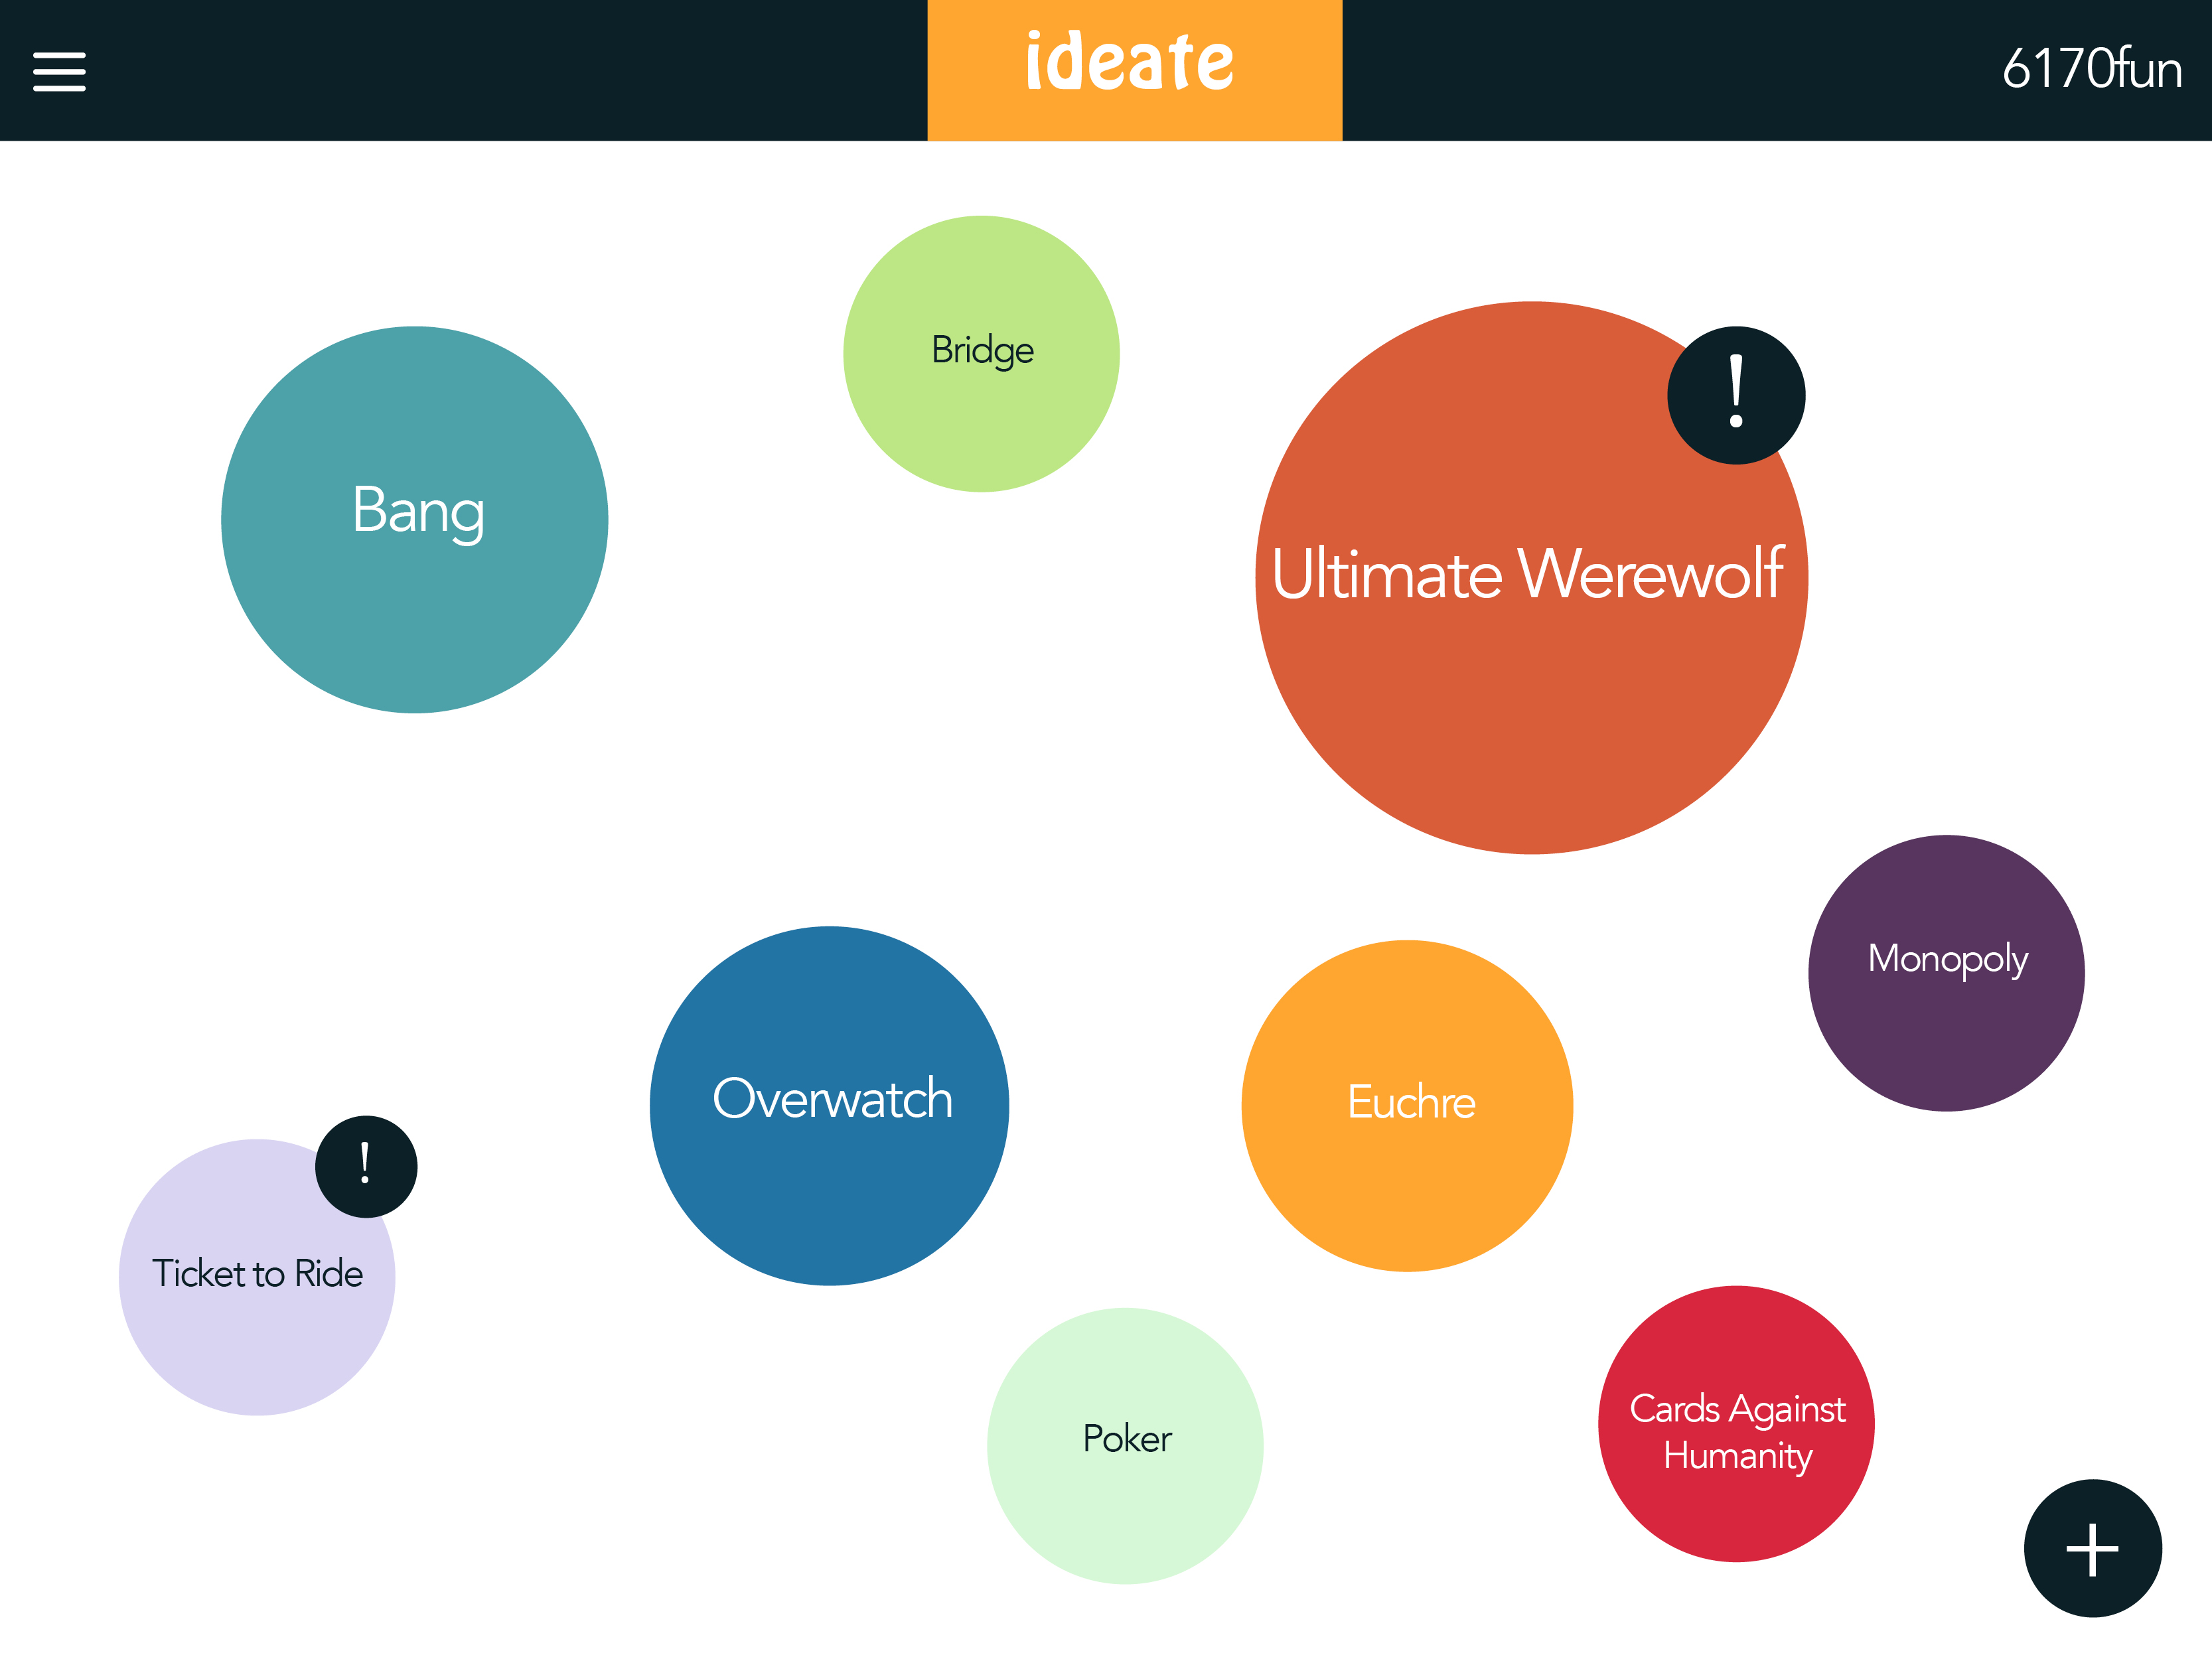 ideate
6170fun
Bridge
!
Bang
Ultimate Werewolf
Monopoly
Overwatch
Euchre
!
Ticket to Ride
Cards Against
Humanity
Poker
+